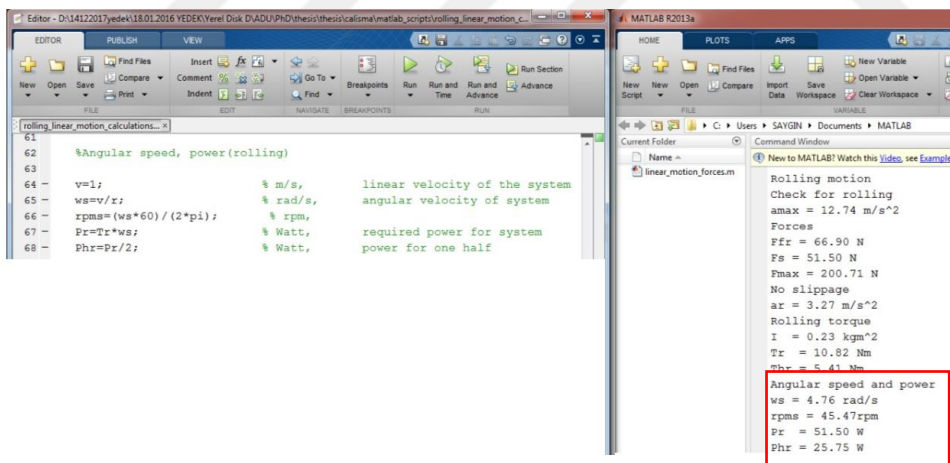 Editor - D:\14122017yedek\18.01.2016 YEDEK\Yerel Disk D\ADU\PhD\thesis\thesis\calisma\matlab_scripts\rolling_linear_motion_c...
EDITOR PUBLISH VIEW
New Open Save Find Files Compare Print
Insert fx Comment Indent
Go To Find
Breakpoints Run Run and Time Run and Advance Run Section Advance
FILE EDIT NAVIGATE BREAKPOINTS RUN
rolling_linear_motion_calculations... ×
61
62 %Angular speed, power(rolling)
63
64 - v=1; % m/s, linear velocity of the system
65 - ws=v/r; % rad/s, angular velocity of system
66 - rpms=(ws*60)/(2*pi); % rpm,
67 - Pr=Tr*ws; % Watt, required power for system
68 - Phr=Pr/2; % Watt, power for one half
MATLAB R2013a
HOME PLOTS APPS
New Script New Open Find Files Compare Import Data Save Workspace New Variable Open Variable Clear Workspace
FILE VARIABLE
C: Users SAYGIN Documents MATLAB
Current Folder Command Window
Name New to MATLAB? Watch this Video, see Example
linear_motion_forces.m
Rolling motion
Check for rolling
amax = 12.74 m/s^2
Forces
Ffr = 66.90 N
Fs = 51.50 N
Fmax = 200.71 N
No slippage
ar = 3.27 m/s^2
Rolling torque
I = 0.23 kgm^2
Tr = 10.82 Nm
Thr = 5.41 Nm
Angular speed and power
ws = 4.76 rad/s
rpms = 45.47rpm
Pr = 51.50 W
Phr = 25.75 W